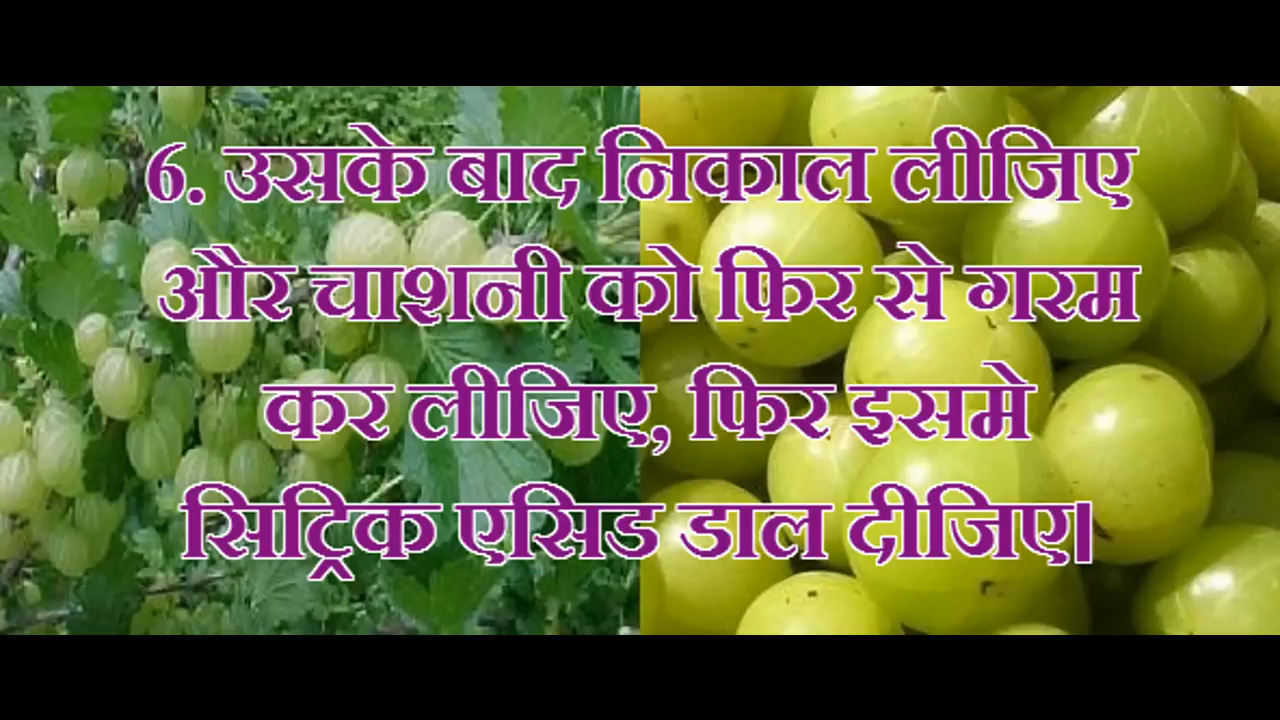 6. उसके बाद निकाल लीजिए
और चाशनी को फिर से गरम
कर लीजिए, फिर इसमे
सिट्रिक एसिड डाल दीजिए।